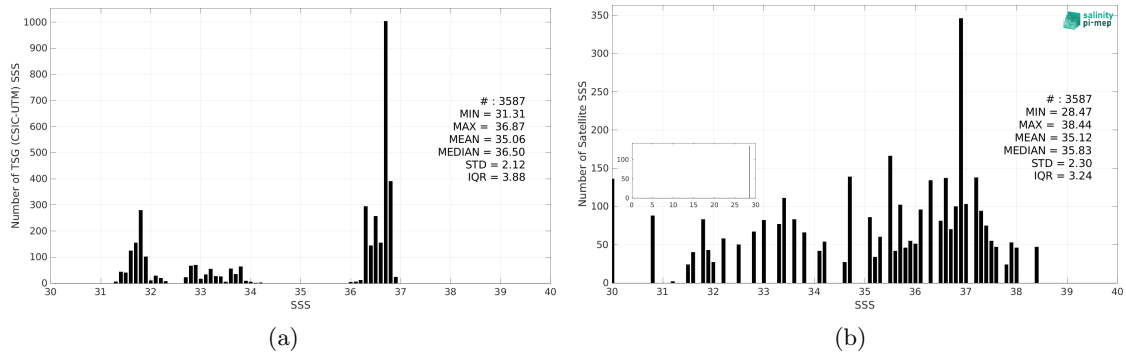 1000
900
800
700
600
500
400
300
200
100
0
Number of TSG (CSIC-UTM) SSS
# : 3587
MIN = 31.31
MAX = 36.87
MEAN = 35.06
MEDIAN = 36.50
STD = 2.12
IQR = 3.88
30 31 32 33 34 35 36 37 38 39 40
SSS
(a)
350
300
250
200
150
100
50
0
Number of Satellite SSS
salinity
pi-mep
# : 3587
MIN = 28.47
MAX = 38.44
MEAN = 35.12
MEDIAN = 35.83
STD = 2.30
IQR = 3.24
100
50
0
0 5 10 15 20 25 30
30 31 32 33 34 35 36 37 38 39 40
SSS
(b)